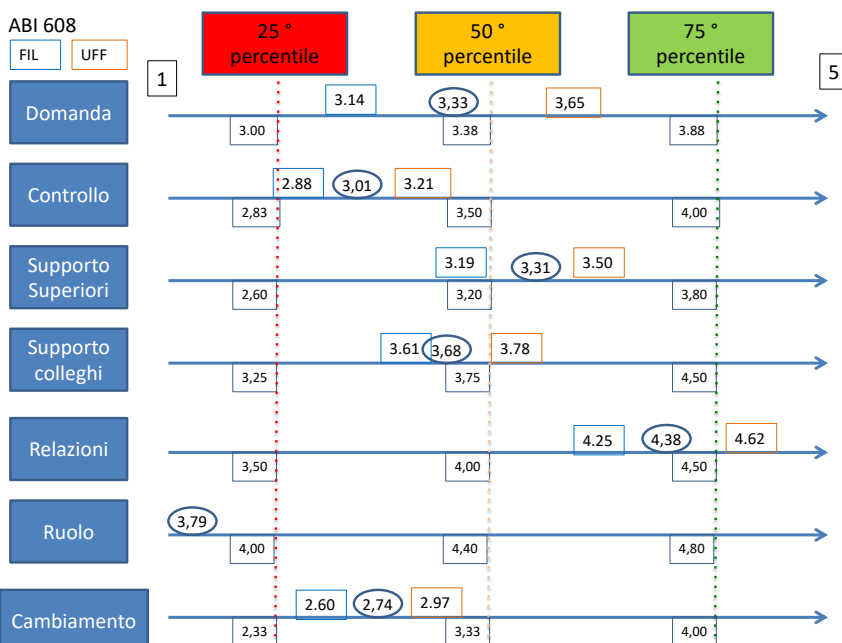 ABI 608
FIL UFF
25 °
percentile
50 °
percentile
75 °
percentile
1
5
Domanda
3.14 3,33 3,65
3.00 3.38 3.88
Controllo
2.88 3,01 3.21
2,83 3,50 4,00
Supporto
Superiori
3.19 3,31 3.50
2,60 3,20 3,80
Supporto
colleghi
3.61 3,68 3.78
3,25 3,75 4,50
Relazioni
4.25 4,38 4.62
3,50 4,00 4,50
Ruolo
3,79
4,00 4,40 4,80
Cambiamento
2.60 2,74 2.97
2,33 3,33 4,00